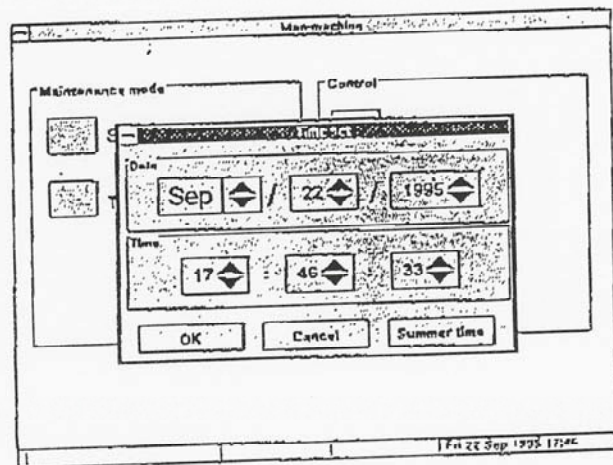 Man-machine
Maintenance mode
Control
S
Time set
Date
Sep / 22 / 1995
Time
17 : 46 : 33
OK Cancel Summer time
Fri 22 Sep 1995 17:46